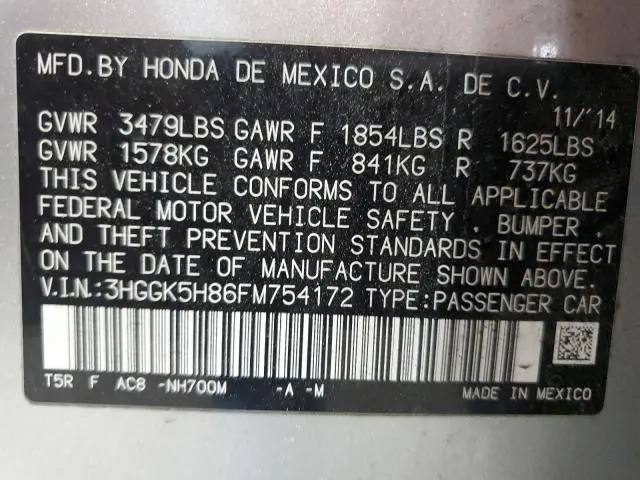 MFD.BY HONDA DE MEXICO S.A. DE C.V.
11/'14
GVWR 3479LBS GAWR F 1854LBS R 1625LBS
GVWR 1578KG GAWR F 841KG R 737KG
THIS VEHICLE CONFORMS TO ALL APPLICABLE
FEDERAL MOTOR VEHICLE SAFETY , BUMPER ,
AND THEFT PREVENTION STANDARDS IN EFFECT
ON THE DATE OF MANUFACTURE SHOWN ABOVE.
V.I.N.:3HGGK5H86FM754172 TYPE:PASSENGER CAR
T5R F AC8 -NH700M -A -M
MADE IN MEXICO